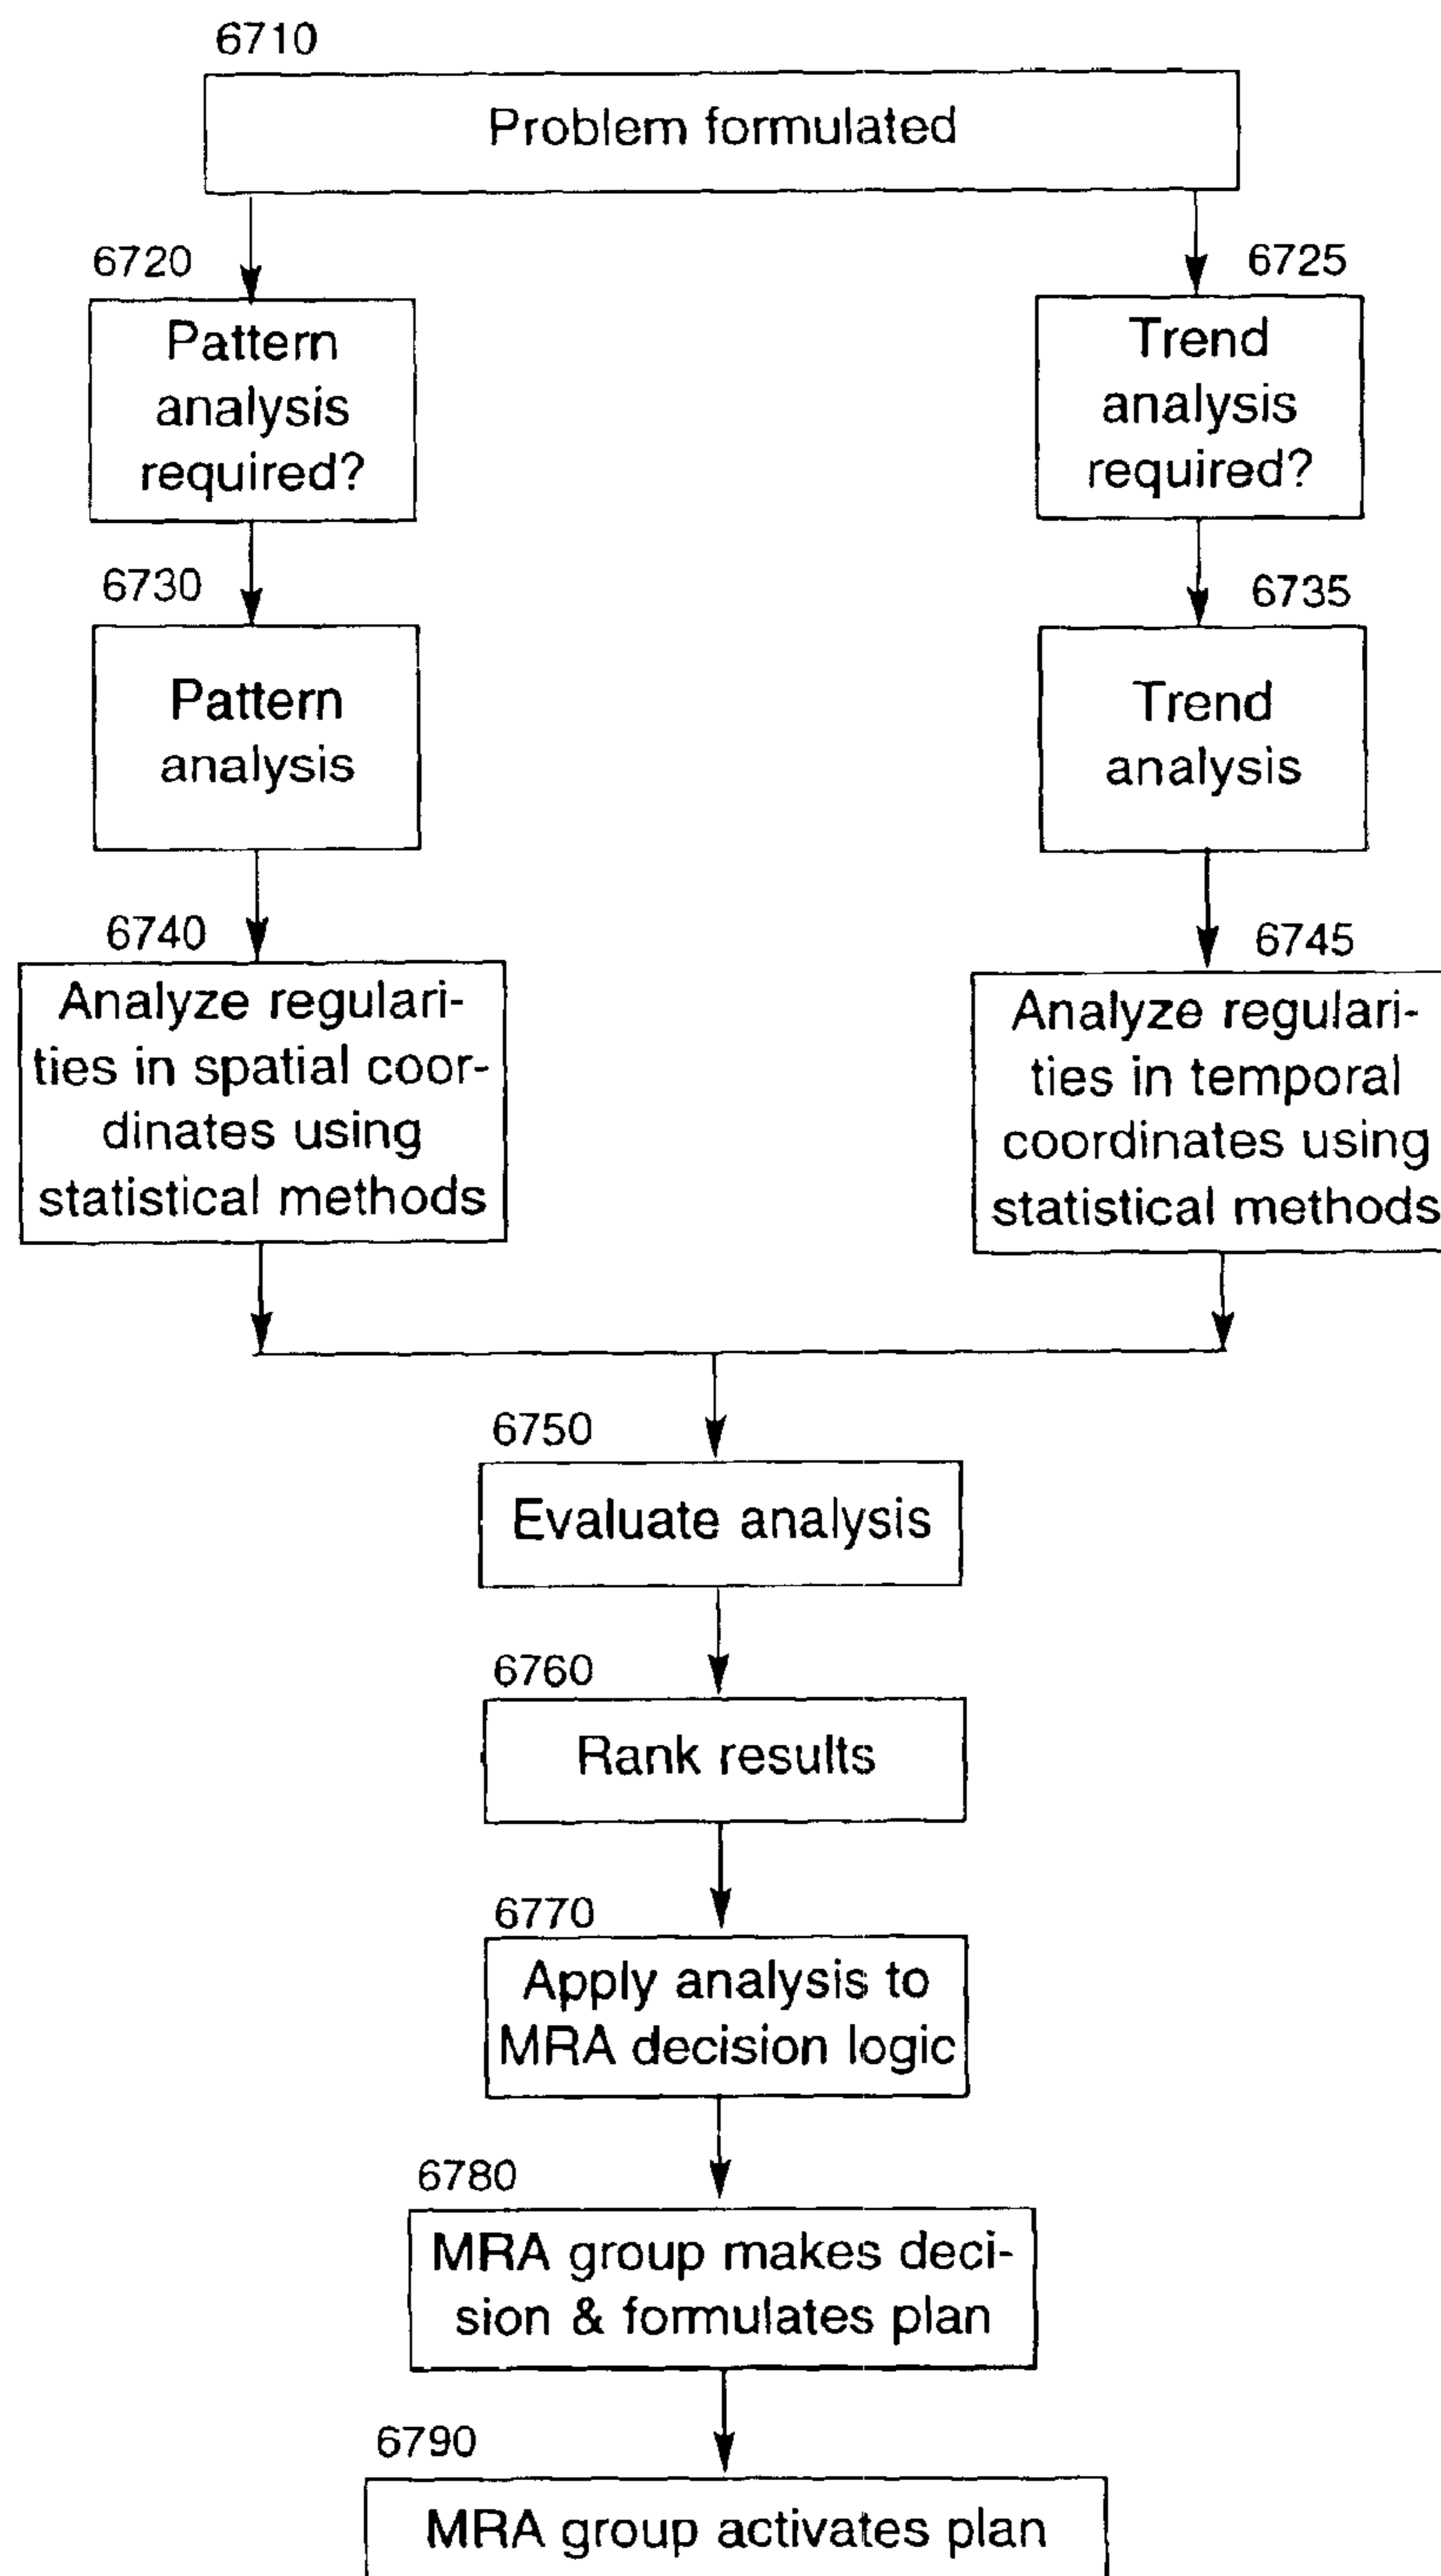 6710
Problem formulated
6720
Pattern
analysis
required?
6725
Trend
analysis
required?
6730
Pattern
analysis
6735
Trend
analysis
6740
Analyze regulari-
ties in spatial coor-
dinates using
statistical methods
6745
Analyze regulari-
ties in temporal
coordinates using
statistical methods
6750
Evaluate analysis
6760
Rank results
6770
Apply analysis to
MRA decision logic
6780
MRA group makes deci-
sion & formulates plan
6790
MRA group activates plan